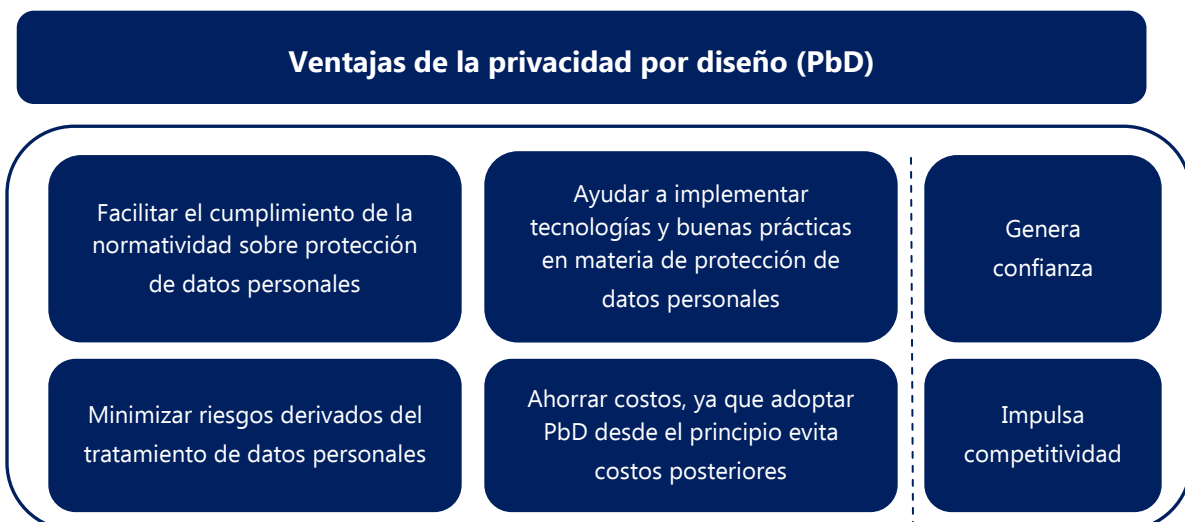 Ventajas de la privacidad por diseño (PbD)
Facilitar el cumplimiento de la
normatividad sobre protección
de datos personales
Ayudar a implementar
tecnologías y buenas prácticas
en materia de protección de
datos personales
Genera
confianza
Minimizar riesgos derivados del
tratamiento de datos personales
Ahorrar costos, ya que adoptar
PbD desde el principio evita
costos posteriores
Impulsa
competitividad